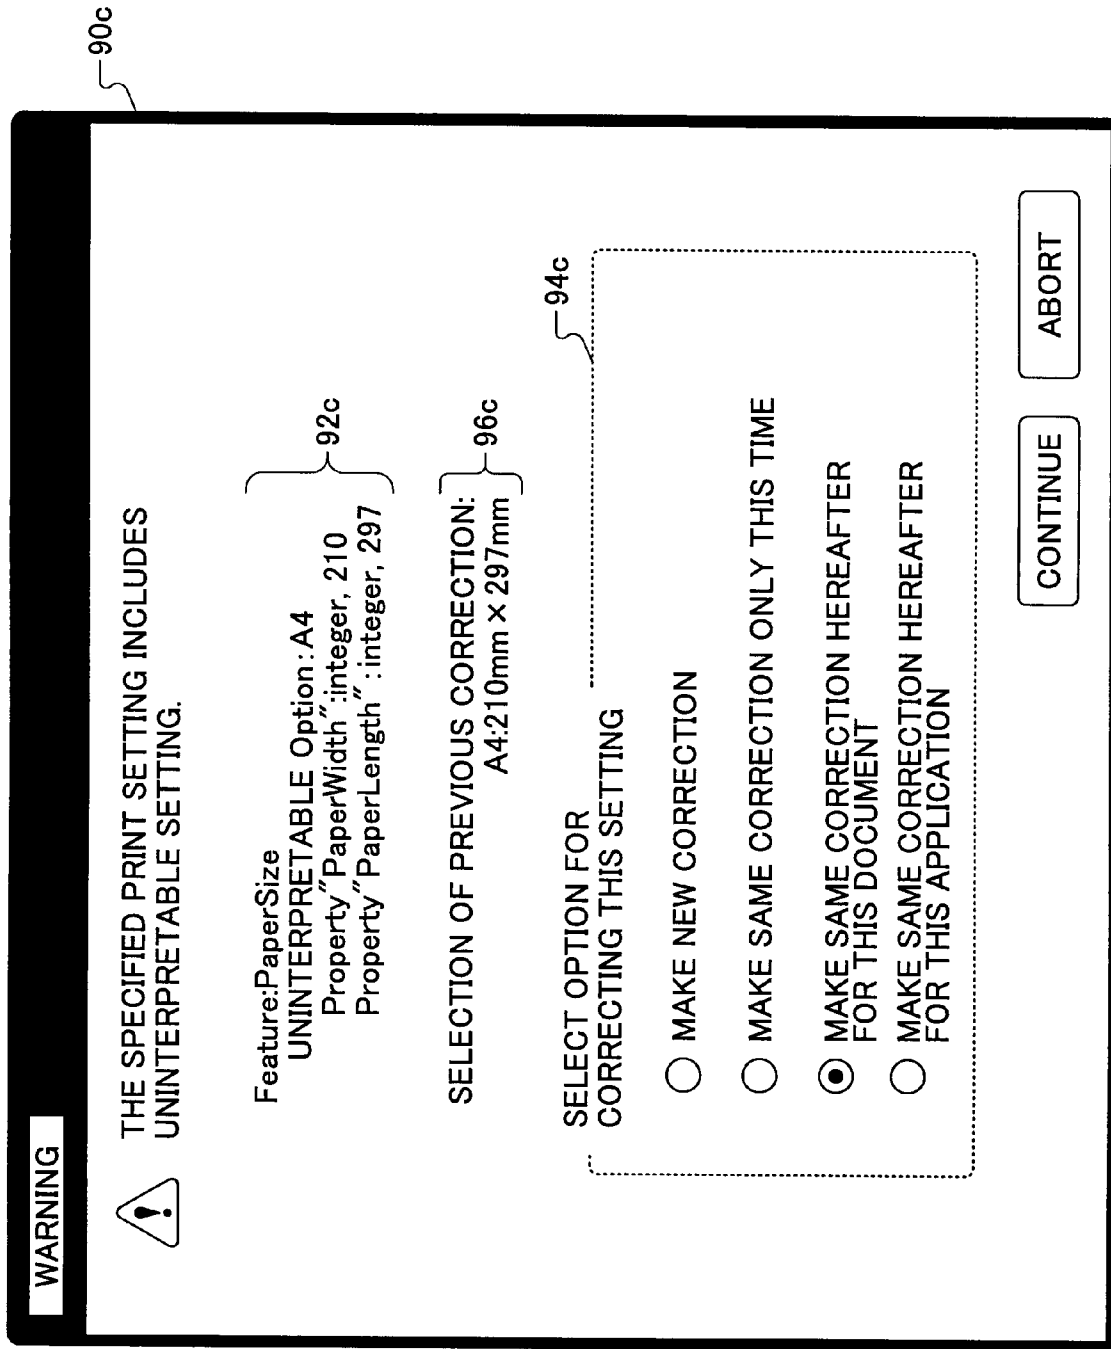 90c
WARNING
THE SPECIFIED PRINT SETTING INCLUDES
UNINTERPRETABLE SETTING.
Feature:PaperSize
UNINTERPRETABLE Option:A4
Property"PaperWidth":integer, 210
Property"PaperLength":integer, 297
92c
SELECTION OF PREVIOUS CORRECTION:
A4:210mm×297mm
96c
94c
SELECT OPTION FOR
CORRECTING THIS SETTING
MAKE NEW CORRECTION
MAKE SAME CORRECTION ONLY THIS TIME
MAKE SAME CORRECTION HEREAFTER
FOR THIS DOCUMENT
MAKE SAME CORRECTION HEREAFTER
FOR THIS APPLICATION
CONTINUE
ABORT